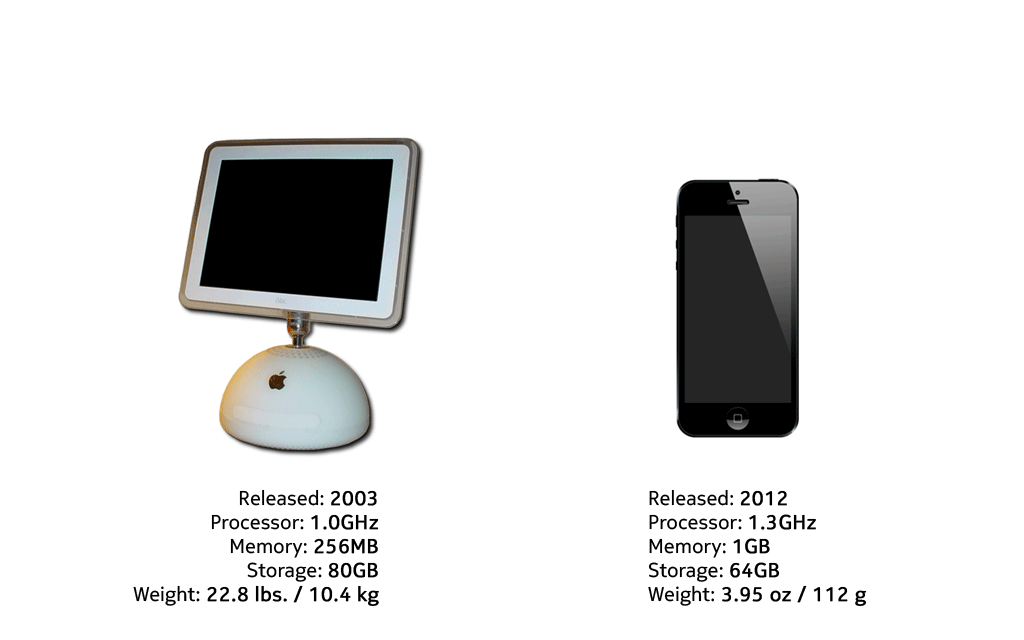 Released: 2003
Processor: 1.0GHz
Memory: 256MB
Storage: 80GB
Weight: 22.8 lbs. / 10.4 kg
Released: 2012
Processor: 1.3GHz
Memory: 1GB
Storage: 64GB
Weight: 3.95 oz / 112 g